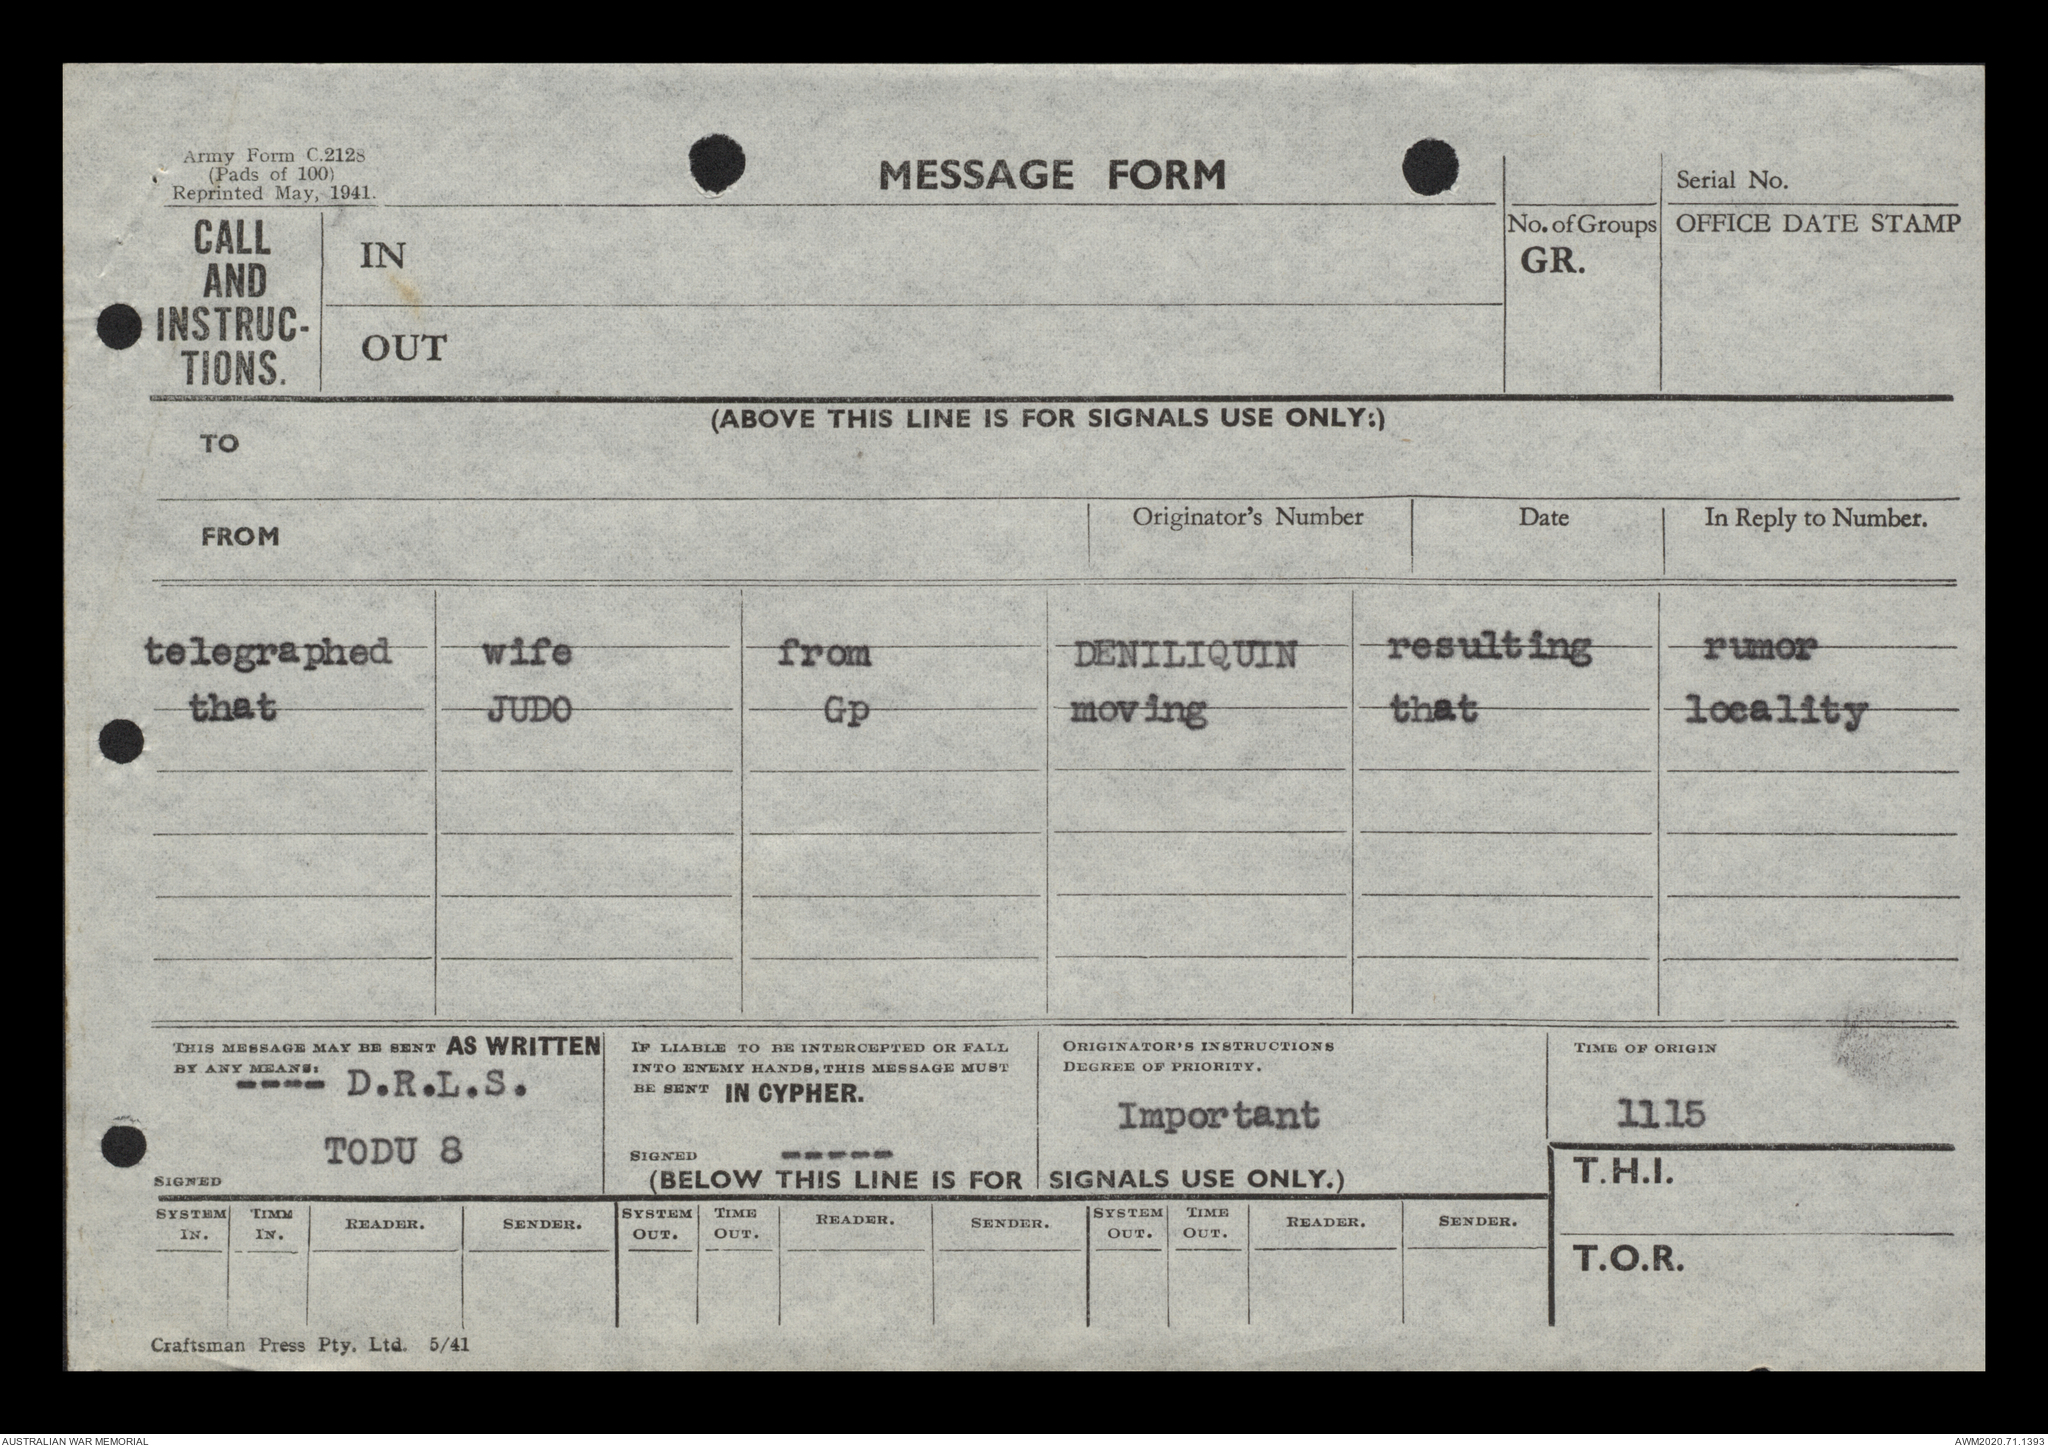 Army Form C.2128
(Pads of 100)
Reprinted May, 1941.
MESSAGE FORM
Serial No.
CALL
AND
INSTRUC-
TIONS.
IN
OUT
No. of Groups
GR.
OFFICE DATE STAMP
(ABOVE THIS LINE IS FOR SIGNALS USE ONLY:)
TO
FROM
Originator's Number
Date
In Reply to Number.
telegraphed wife from DENILIQUIN resulting rumor
that JUDO Gp moving that locality
THIS MESSAGE MAY BE SENT AS WRITTEN
BY ANY MEANS:
---- D.R.L.S.
TODU 8
SIGNED
IF LIABLE TO BE INTERCEPTED OR FALL
INTO ENEMY HANDS, THIS MESSAGE MUST
BE SENT IN CYPHER.
SIGNED -----
ORIGINATOR'S INSTRUCTIONS
DEGREE OF PRIORITY.
Important
TIME OF ORIGIN
1115
(BELOW THIS LINE IS FOR SIGNALS USE ONLY.)
T.H.I.
T.O.R.
SYSTEM IN. TIMM IN. READER. SENDER. SYSTEM OUT. TIME OUT. READER. SENDER. SYSTEM OUT. TIME OUT. READER. SENDER.
Craftsman Press Pty. Ltd. 5/41
AUSTRALIAN WAR MEMORIAL
AWM2020.71.1393